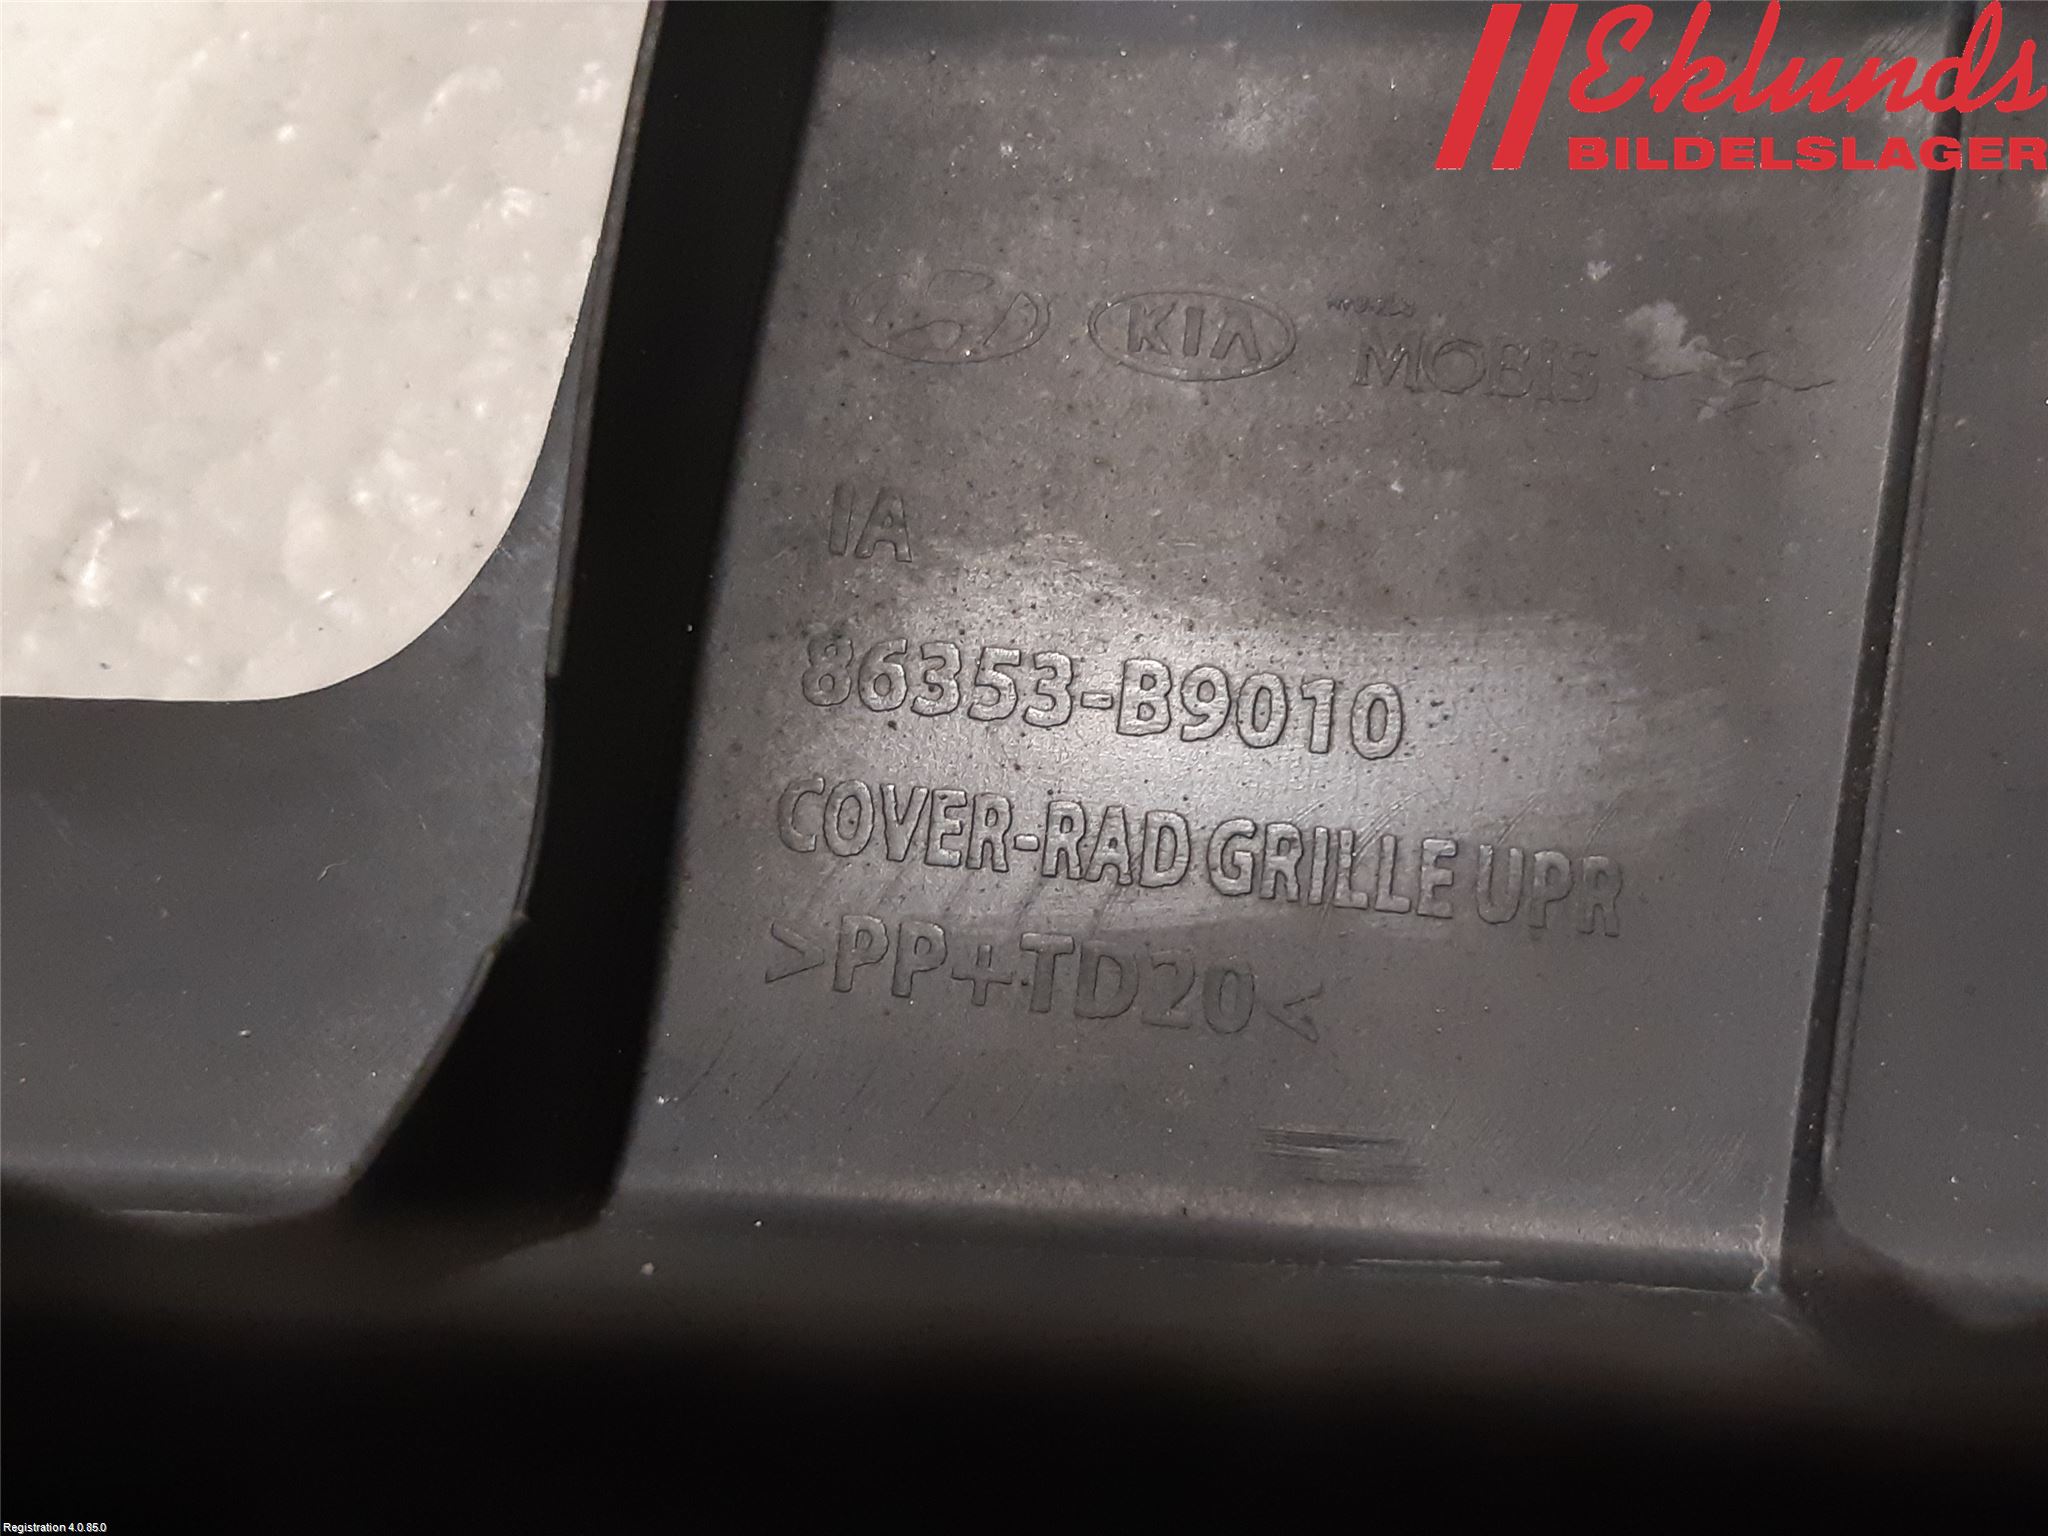 Eklunds
BILDELSLAGER
KIA MOBIS
IA
86353-B9010
COVER-RAD GRILLE UPR
>PP+TD20<
Registration 4.0.85.0